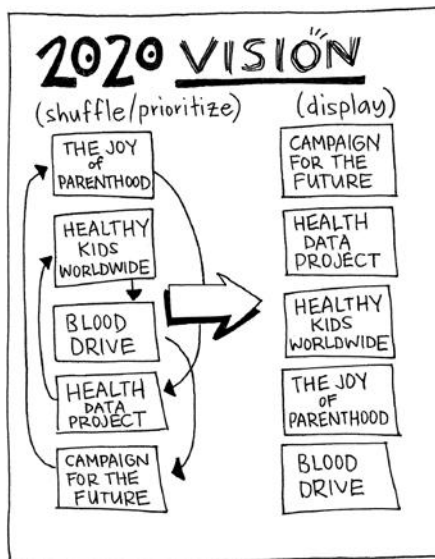 2020 VISION
(shuffle/prioritize)
THE JOY
of
PARENTHOOD
HEALTHY
KIDS
WORLDWIDE
BLOOD
DRIVE
HEALTH
DATA
PROJECT
CAMPAIGN
FOR THE
FUTURE
(display)
CAMPAIGN
FOR THE
FUTURE
HEALTH
DATA
PROJECT
HEALTHY
KIDS
WORLDWIDE
THE JOY
of
PARENTHOOD
BLOOD
DRIVE